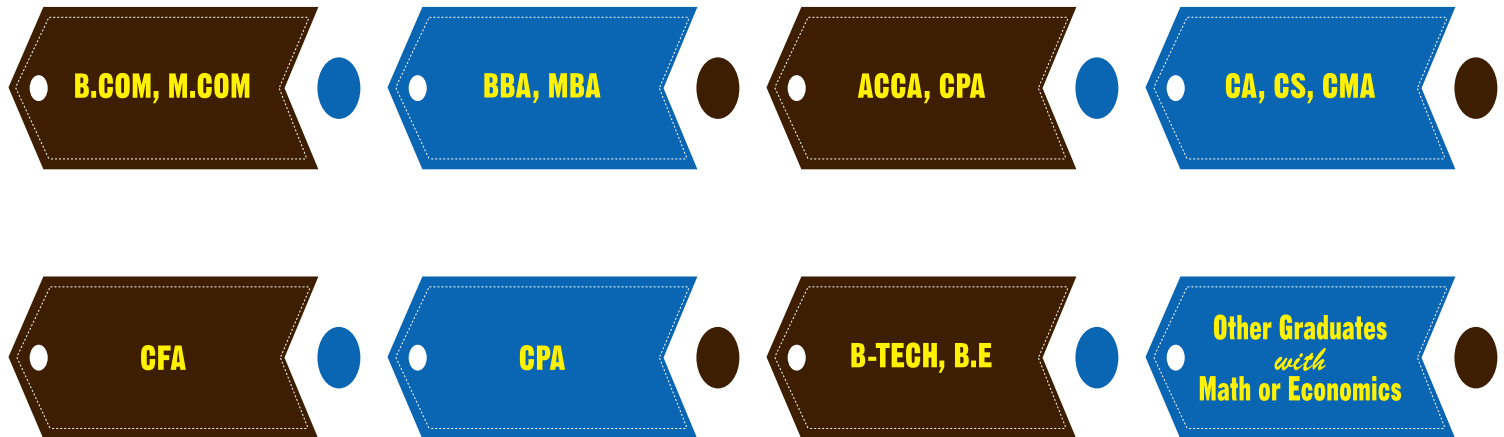 B.COM, M.COM
BBA, MBA
ACCA, CPA
CA, CS, CMA
CFA
CPA
B-TECH, B.E
Other Graduates
with
Math or Economics